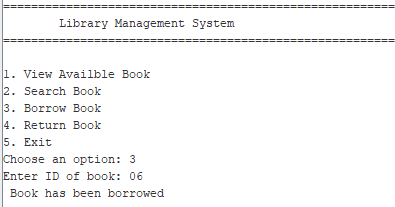 ========================================================
Library Management System
========================================================
1. View Availble Book
2. Search Book
3. Borrow Book
4. Return Book
5. Exit
Choose an option: 3
Enter ID of book: 06
Book has been borrowed